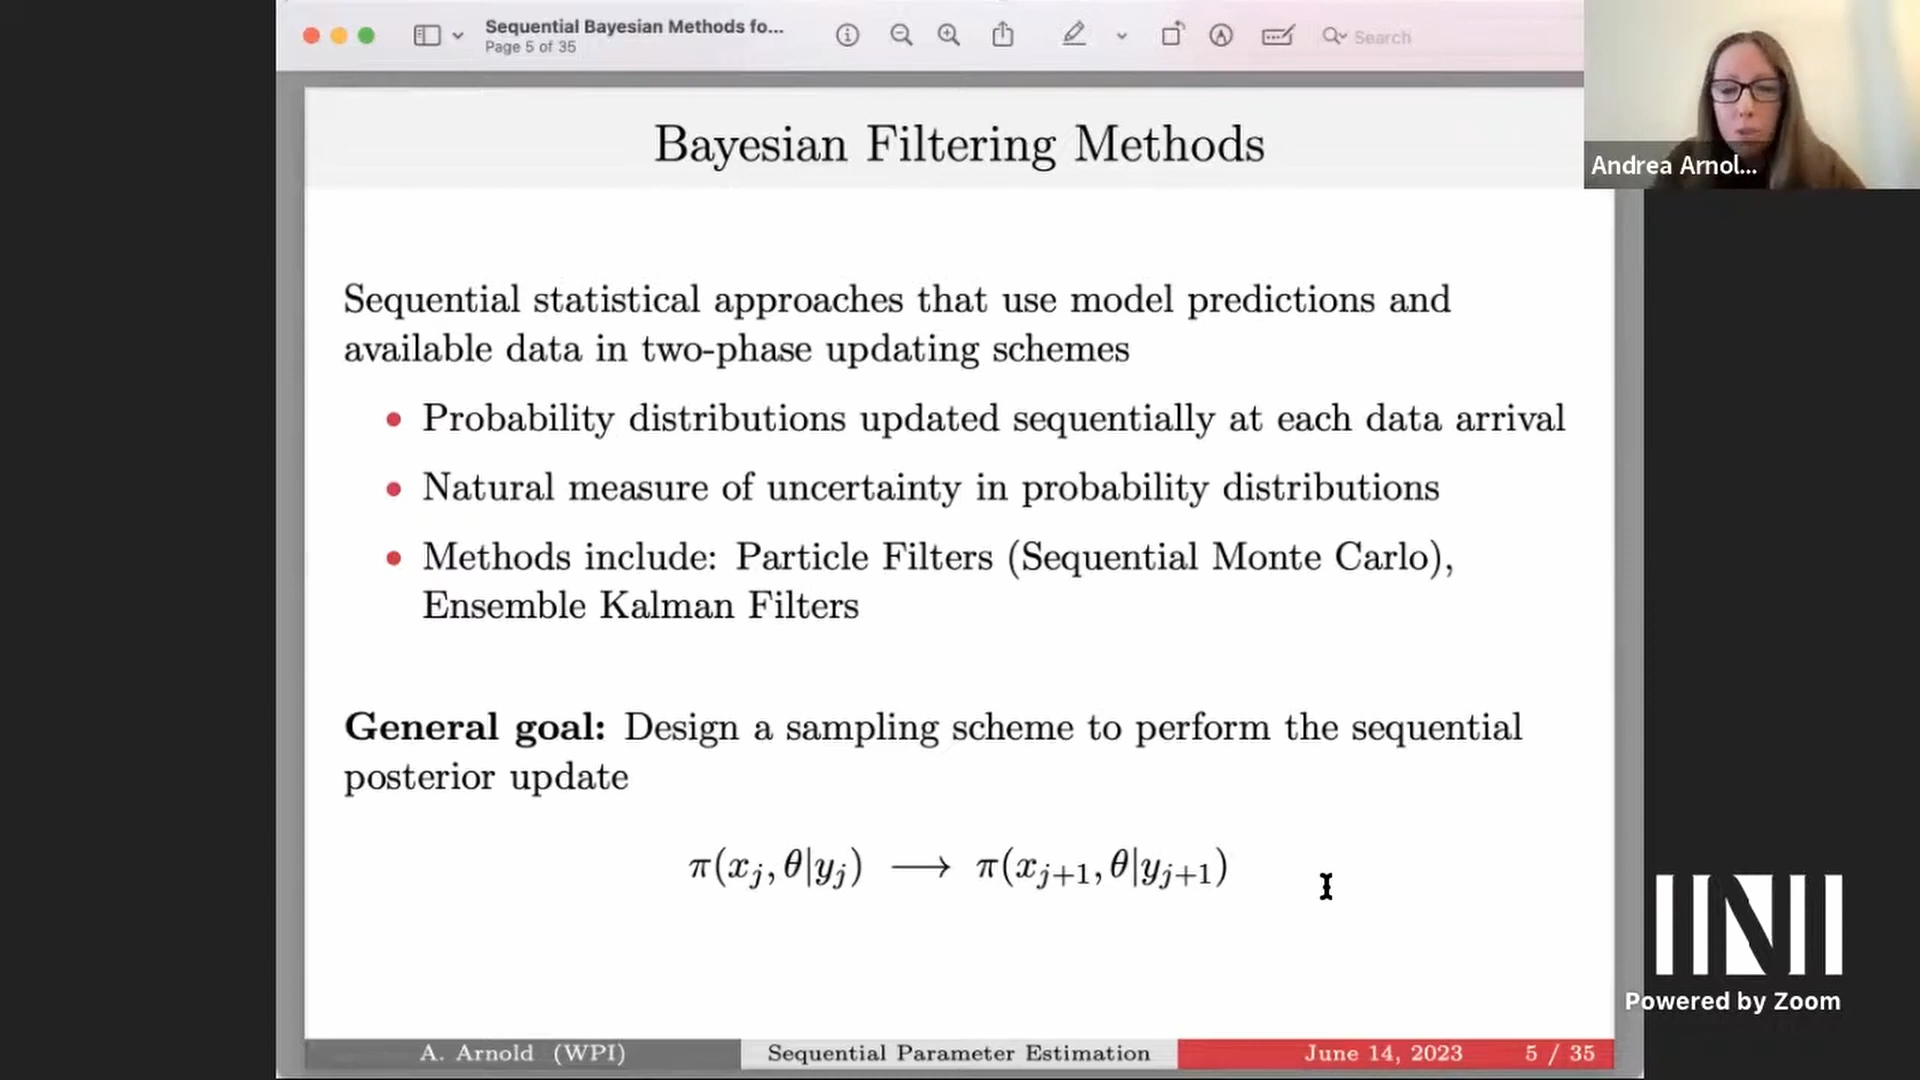 Sequential Bayesian Methods fo...
Page 5 of 35
Search
Andrea Arnol...
Bayesian Filtering Methods
Sequential statistical approaches that use model predictions and
available data in two-phase updating schemes
• Probability distributions updated sequentially at each data arrival
• Natural measure of uncertainty in probability distributions
• Methods include: Particle Filters (Sequential Monte Carlo),
Ensemble Kalman Filters
General goal: Design a sampling scheme to perform the sequential
posterior update
π(x_j, θ|y_j) ⟶ π(x_{j+1}, θ|y_{j+1})
INI
Powered by Zoom
A. Arnold (WPI) Sequential Parameter Estimation June 14, 2023 5 / 35